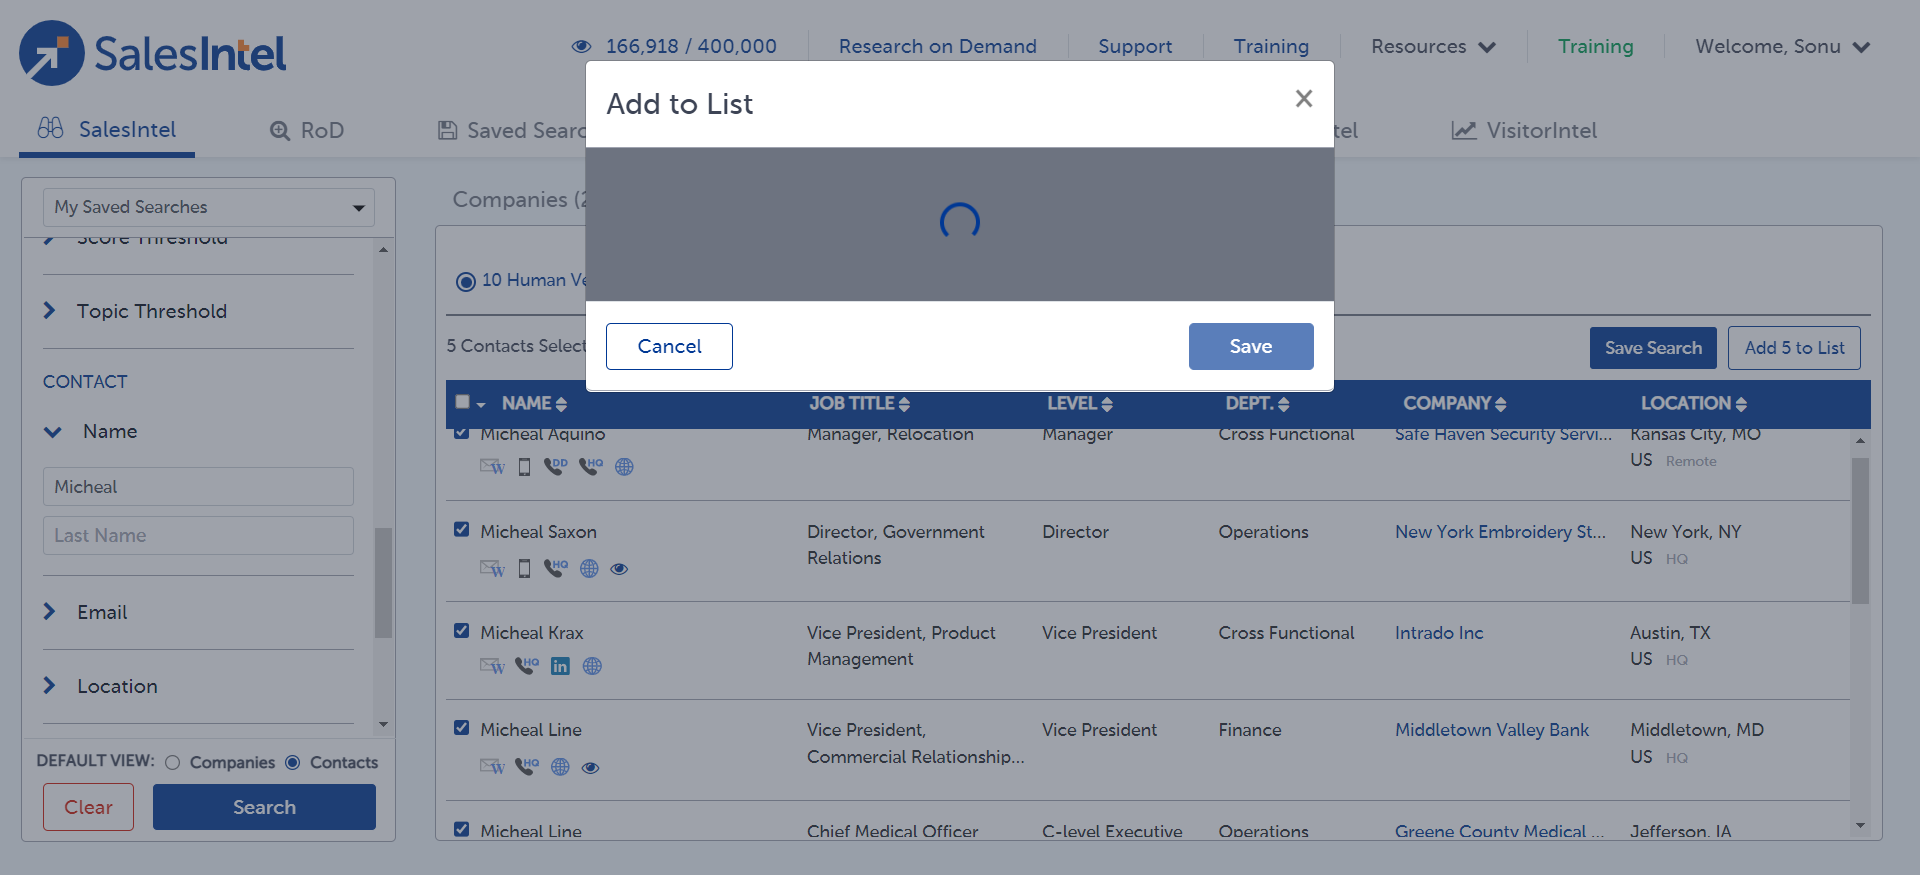 SalesIntel
166,918 / 400,000
Research on Demand
Support
Training
Resources
Training
Welcome, Sonu
SalesIntel
RoD
Saved Searc
tel
VisitorIntel
Add to List
×
Cancel
Save
My Saved Searches
Score Threshold
Topic Threshold
CONTACT
Name
Micheal
Last Name
Email
Location
DEFAULT VIEW:
Companies
Contacts
Clear
Search
Companies (2
10 Human Ve
5 Contacts Select
Save Search
Add 5 to List
NAME
JOB TITLE
LEVEL
DEPT.
COMPANY
LOCATION
Micheal Aquino
Manager, Relocation
Manager
Cross Functional
Safe Haven Security Servi...
Kansas City, MO
US Remote
W
DD
HQ
Micheal Saxon
Director, Government
Relations
Director
Operations
New York Embroidery St...
New York, NY
US HQ
W
HQ
Micheal Krax
Vice President, Product
Management
Vice President
Cross Functional
Intrado Inc
Austin, TX
US HQ
W
HQ
in
Micheal Line
Vice President,
Commercial Relationship...
Vice President
Finance
Middletown Valley Bank
Middletown, MD
US HQ
W
HQ
Micheal Line
Chief Medical Officer
C-level Executive
Operations
Greene County Medical ...
Jefferson, IA